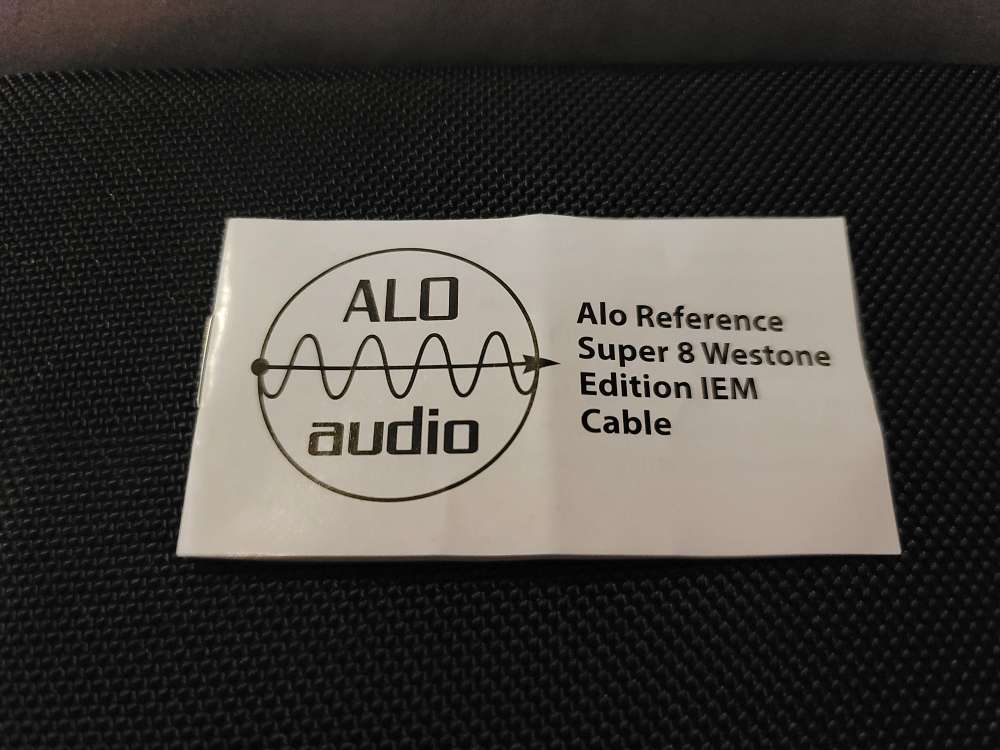 ALO
audio
Alo Reference
Super 8 Westone
Edition IEM
Cable